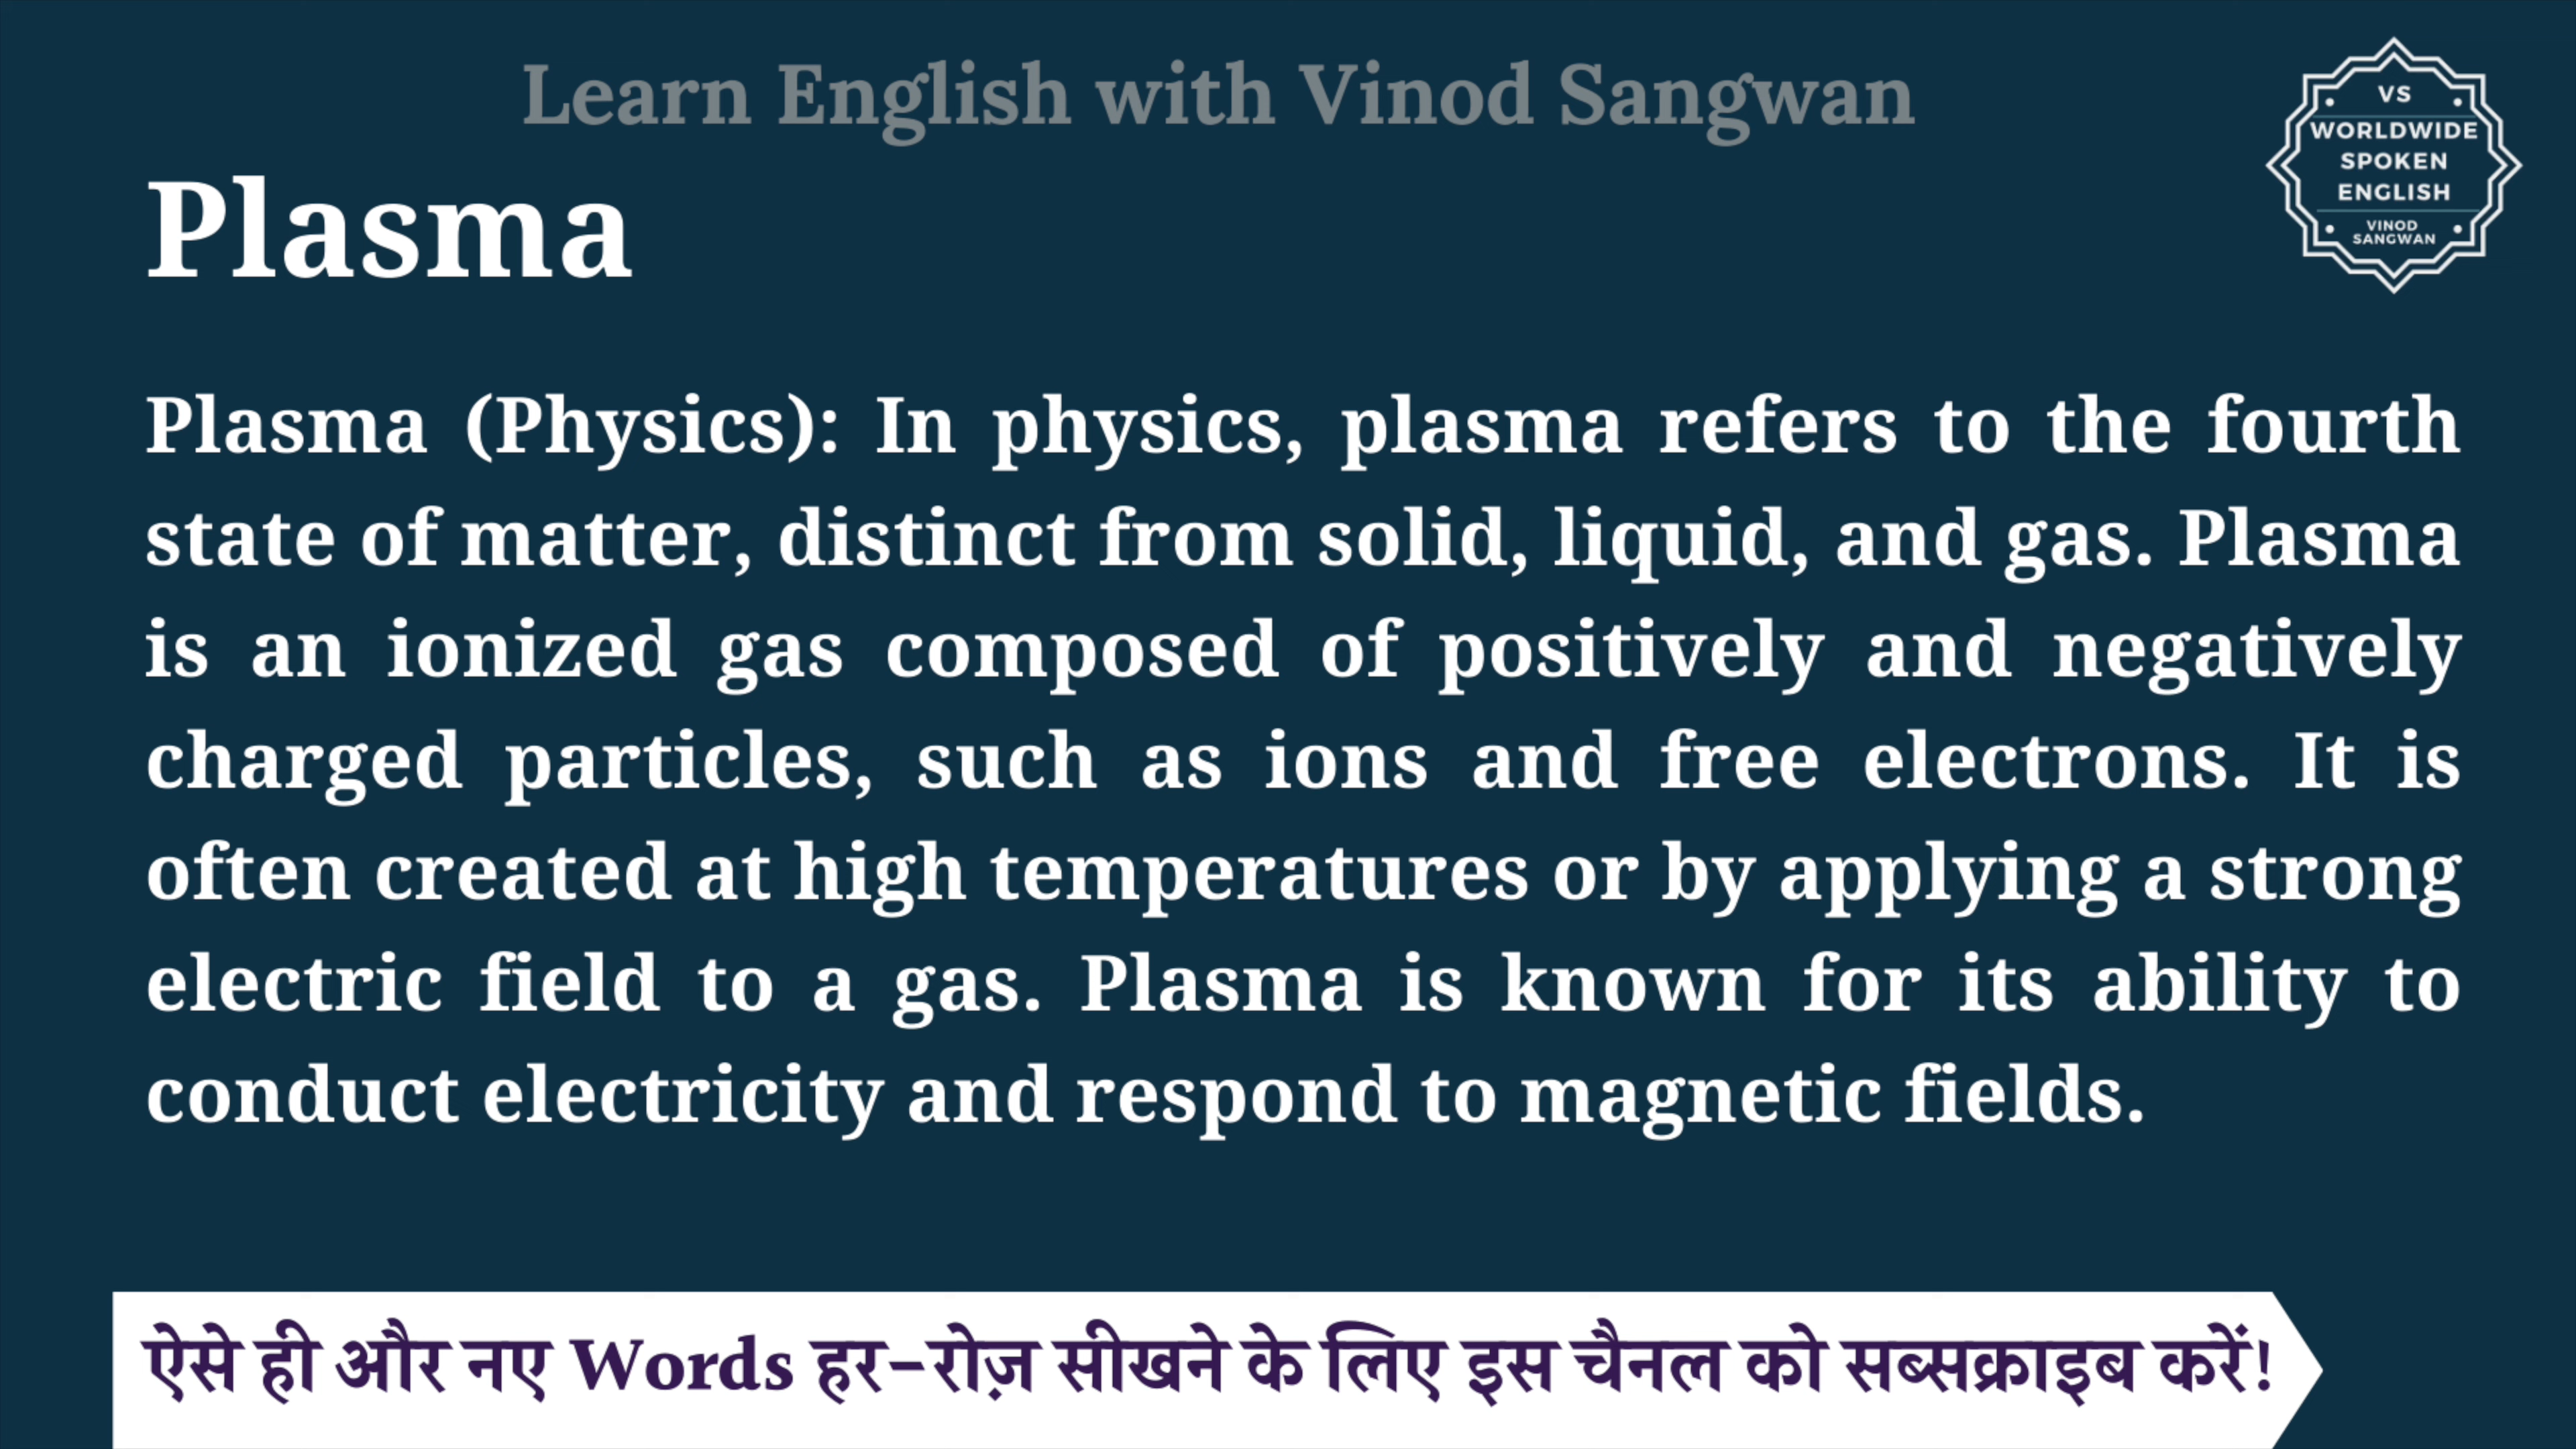 Learn English with Vinod Sangwan
VS
WORLDWIDE
SPOKEN
ENGLISH
VINOD
SANGWAN
Plasma
Plasma (Physics): In physics, plasma refers to the fourth
state of matter, distinct from solid, liquid, and gas. Plasma
is an ionized gas composed of positively and negatively
charged particles, such as ions and free electrons. It is
often created at high temperatures or by applying a strong
electric field to a gas. Plasma is known for its ability to
conduct electricity and respond to magnetic fields.
ऐसे ही और नए Words हर-रोज़ सीखने के लिए इस चैनल को सब्सक्राइब करें!